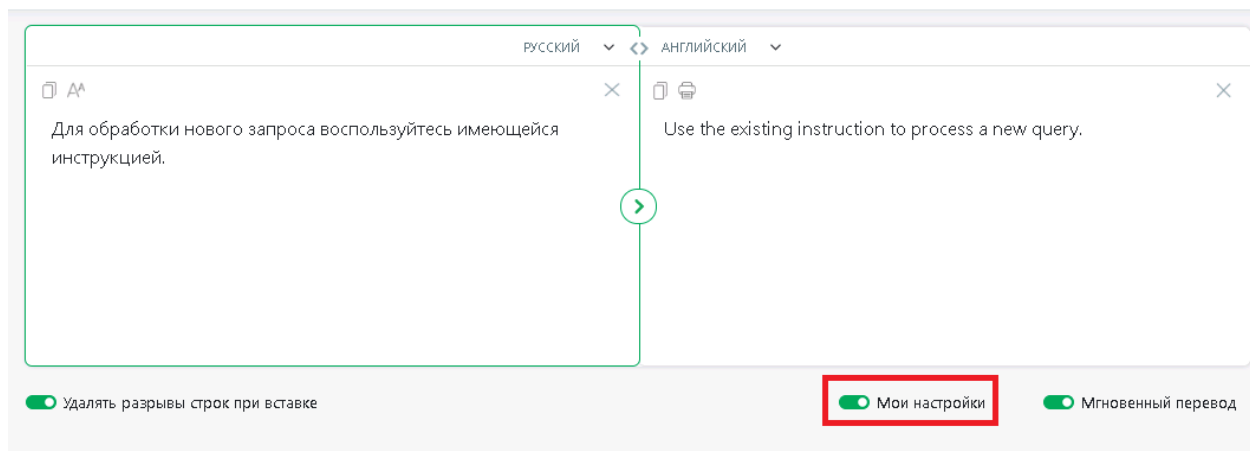 РУССКИЙ
АНГЛИЙСКИЙ
Для обработки нового запроса воспользуйтесь имеющейся
инструкцией.
Use the existing instruction to process a new query.
Удалять разрывы строк при вставке
Мои настройки
Мгновенный перевод